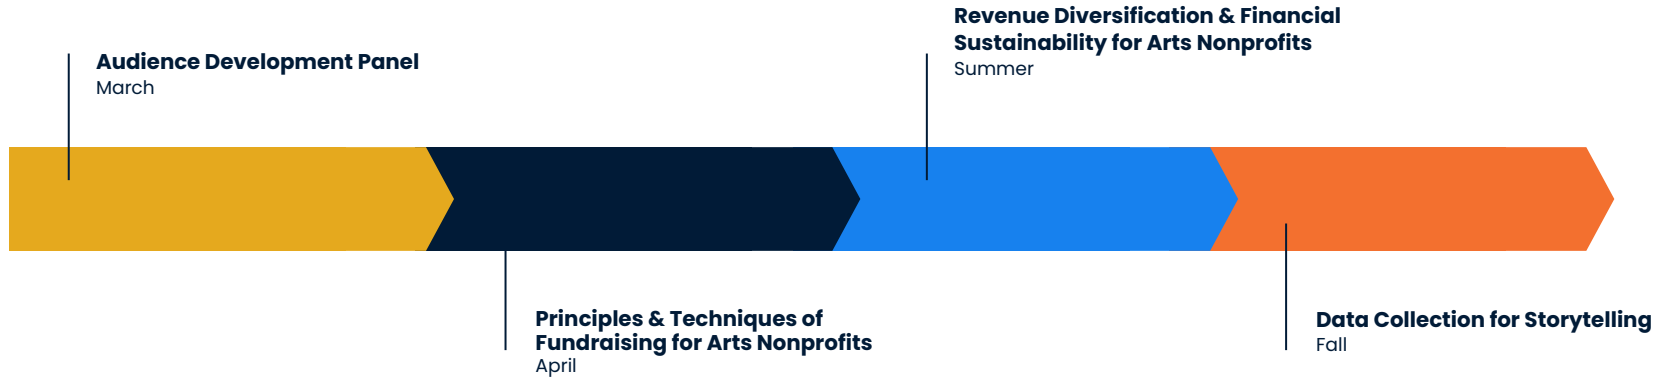 Audience Development Panel
March
Principles & Techniques of
Fundraising for Arts Nonprofits
April
Revenue Diversification & Financial
Sustainability for Arts Nonprofits
Summer
Data Collection for Storytelling
Fall